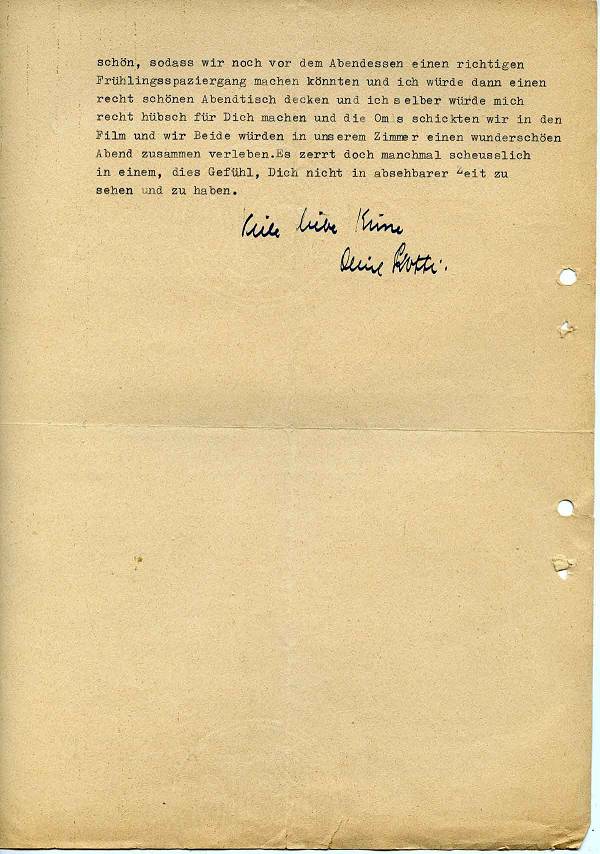 schön, sodass wir noch vor dem Abendessen einen richtigen
Frühlingsspaziergang machen könnten und ich würde dann einen
recht schönen Abendtisch decken und ich selber würde mich
recht hübsch für Dich machen und die Omis schickten wir in den
Film und wir Beide würden in unserem Zimmer einen wunderschöen
Abend zusammen verleben.Es zerrt doch manchmal scheusslich
in einem, dies Gefühl, Dich nicht in absehbarer Zeit zu
sehen und zu haben.
Viele liebe Küsse
Deine Lotti.